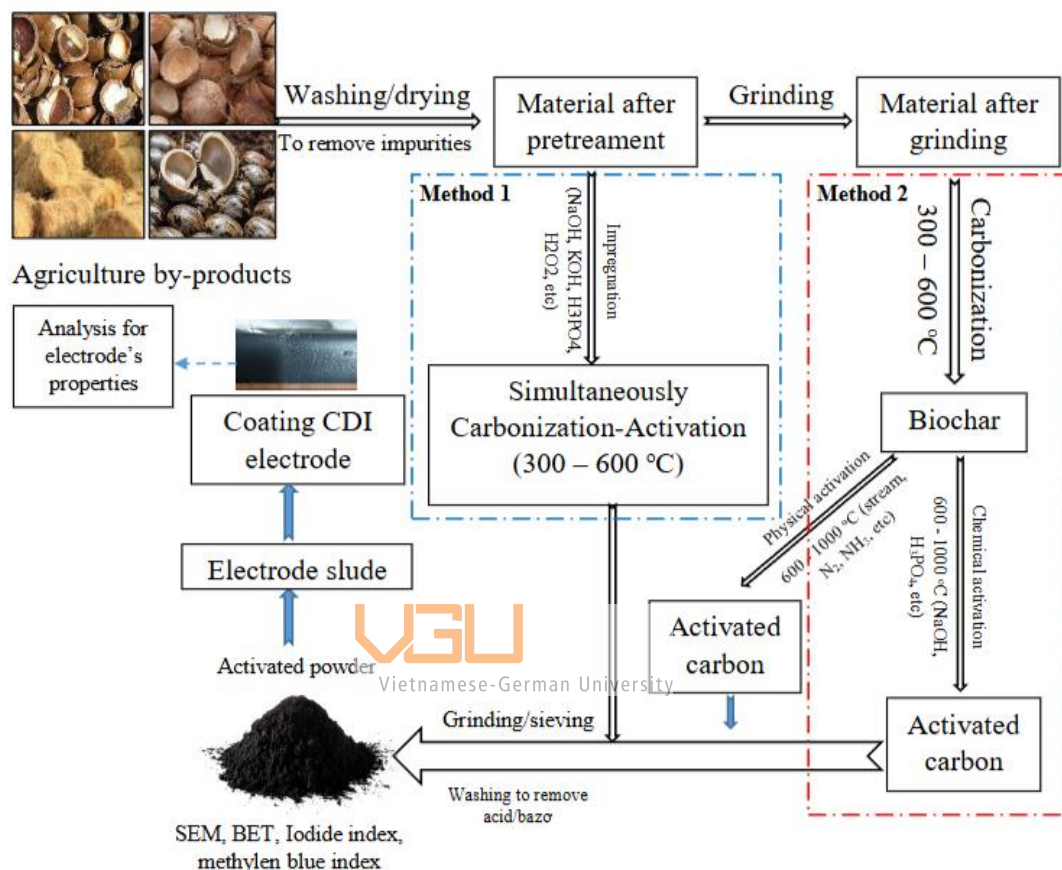 Washing/drying
To remove impurities
Material after
pretreament
Grinding
Material after
grinding
Agriculture by-products
Method 1
Impregnation
(NaOH, KOH, H3PO4,
H2O2, etc)
Simultaneously
Carbonization-Activation
(300 – 600 °C)
Method 2
Carbonization
300 – 600 °C
Biochar
Physical activation
600 - 1000 °C (stream,
N₂, NH₃, etc)
Chemical activation
600 - 1000 °C (NaOH,
H₃PO₄, etc)
Activated
carbon
Activated
carbon
Analysis for
electrode's
properties
Coating CDI
electrode
Electrode slude
Activated powder
VGU
Vietnamese-German University
Grinding/sieving
Washing to remove
acid/bazơ
SEM, BET, Iodide index,
methylen blue index